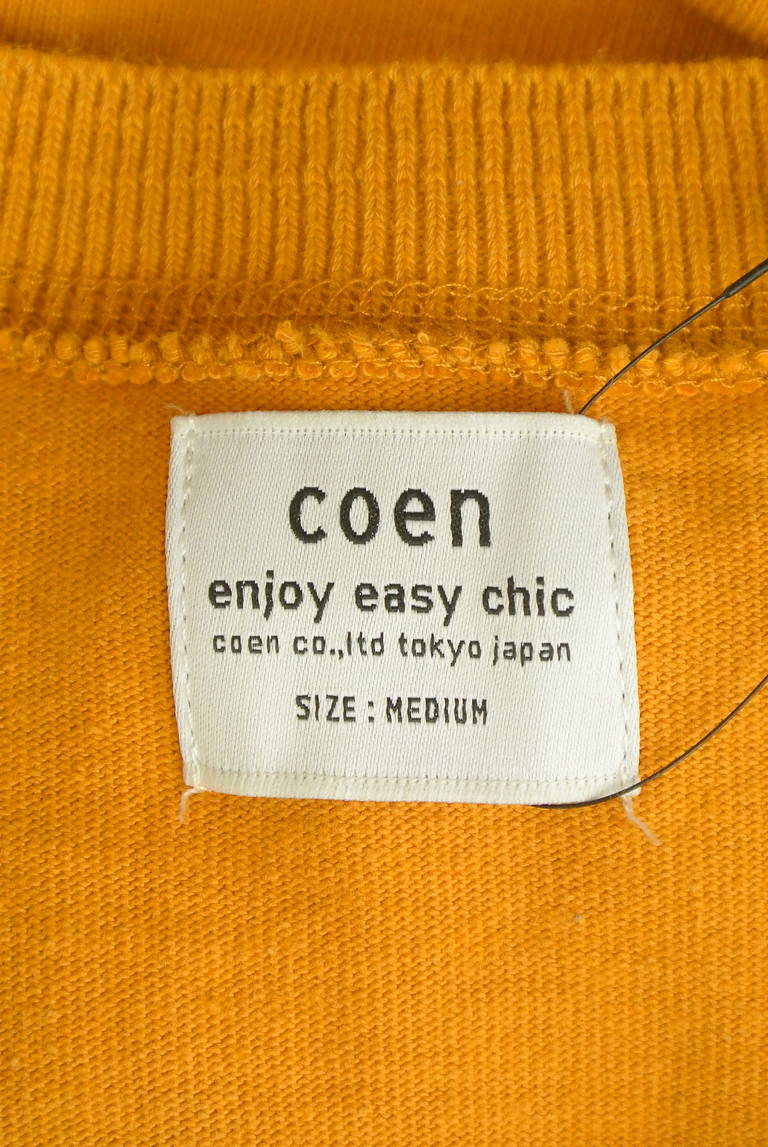 coen
enjoy easy chic
coen co.,ltd tokyo japan
SIZE : MEDIUM